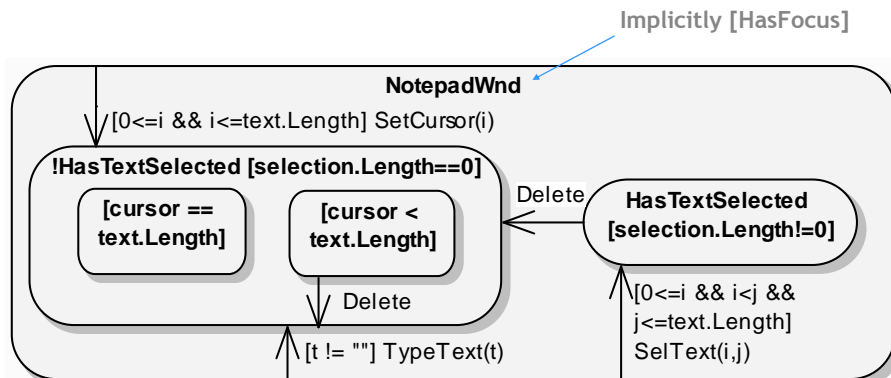 Implicitly [HasFocus]
NotepadWnd
[0<=i && i<=text.Length] SetCursor(i)
!HasTextSelected [selection.Length==0]
[cursor ==
text.Length]
[cursor <
text.Length]
Delete
Delete
HasTextSelected
[selection.Length!=0]
[t != ""] TypeText(t)
[0<=i && i<j &&
j<=text.Length]
SelText(i,j)